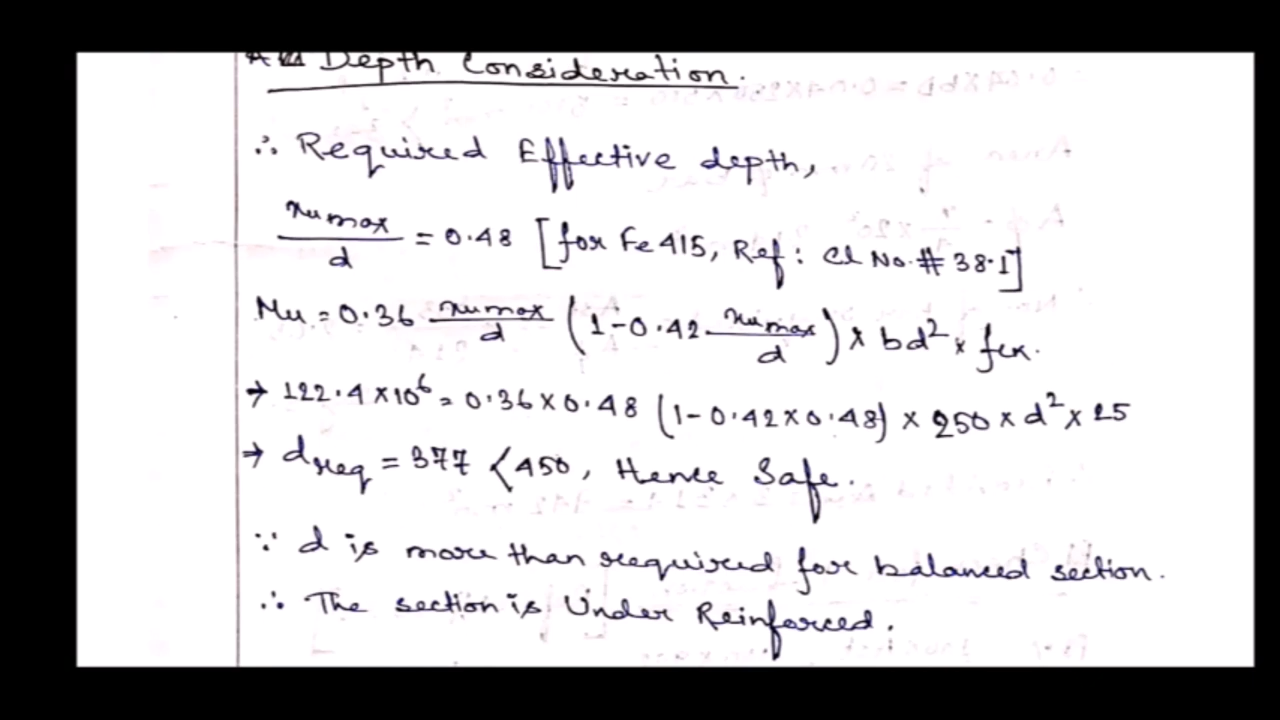 Depth Consideration.
∴ Required Effective depth,
xumax/d = 0.48 [for Fe 415, Ref: Cl No. # 38.1]
Mu = 0.36 xumax/d (1-0.42 xumax/d) × bd² × fck.
→ 122.4×10⁶ = 0.36×0.48 (1-0.42×0.48) × 250 × d² × 25
→ dreq = 377 < 450, Hence Safe.
∵ d is more than required for balanced section.
∴ The section is Under Reinforced.